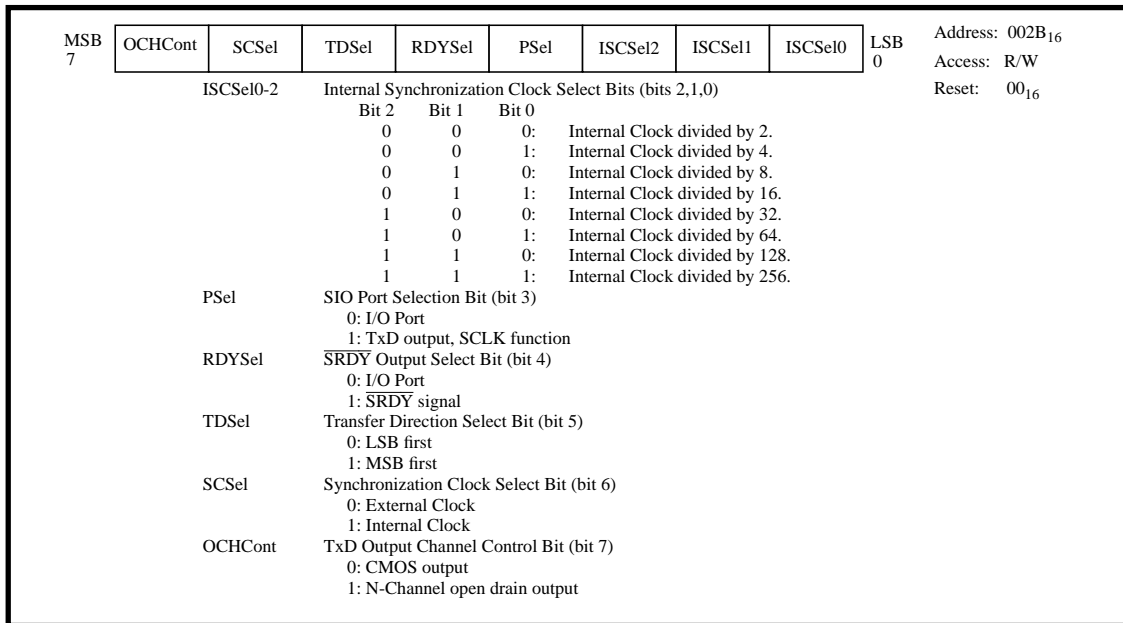 MSB OCHCont SCSel TDSel RDYSel PSel ISCSel2 ISCSel1 ISCSel0 LSB Address: 002B16
7 0 Access: R/W
ISCSel0-2 Internal Synchronization Clock Select Bits (bits 2,1,0) Reset: 0016
Bit 2 Bit 1 Bit 0
0 0 0: Internal Clock divided by 2.
0 0 1: Internal Clock divided by 4.
0 1 0: Internal Clock divided by 8.
0 1 1: Internal Clock divided by 16.
1 0 0: Internal Clock divided by 32.
1 0 1: Internal Clock divided by 64.
1 1 0: Internal Clock divided by 128.
1 1 1: Internal Clock divided by 256.
PSel SIO Port Selection Bit (bit 3)
0: I/O Port
1: TxD output, SCLK function
RDYSel S̅R̅D̅Y̅ Output Select Bit (bit 4)
0: I/O Port
1: S̅R̅D̅Y̅ signal
TDSel Transfer Direction Select Bit (bit 5)
0: LSB first
1: MSB first
SCSel Synchronization Clock Select Bit (bit 6)
0: External Clock
1: Internal Clock
OCHCont TxD Output Channel Control Bit (bit 7)
0: CMOS output
1: N-Channel open drain output